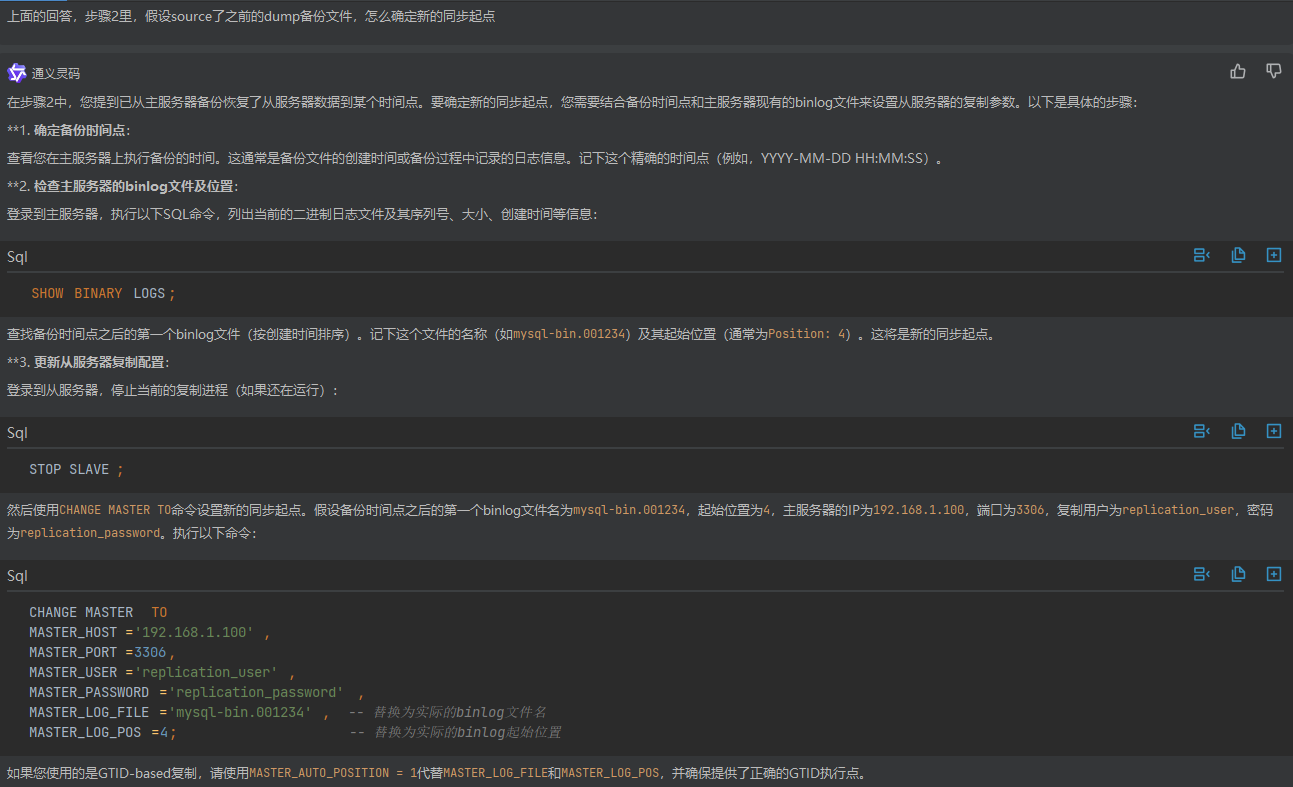 上面的回答，步骤2里，假设source了之前的dump备份文件，怎么确定新的同步起点
通义灵码
在步骤2中，您提到已从主服务器备份恢复了从服务器数据到某个时间点。要确定新的同步起点，您需要结合备份时间点和主服务器现有的binlog文件来设置从服务器的复制参数。以下是具体的步骤：
**1. 确定备份时间点：
查看您在主服务器上执行备份的时间。这通常是备份文件的创建时间或备份过程中记录的日志信息。记下这个精确的时间点（例如，YYYY-MM-DD HH:MM:SS）。
**2. 检查主服务器的binlog文件及位置：
登录到主服务器，执行以下SQL命令，列出当前的二进制日志文件及其序列号、大小、创建时间等信息：
Sql
SHOW BINARY LOGS;
查找备份时间点之后的第一个binlog文件（按创建时间排序）。记下这个文件的名称（如mysql-bin.001234）及其起始位置（通常为Position: 4）。这将是新的同步起点。
**3. 更新从服务器复制配置：
登录到从服务器，停止当前的复制进程（如果还在运行）：
Sql
STOP SLAVE ;
然后使用CHANGE MASTER TO命令设置新的同步起点。假设备份时间点之后的第一个binlog文件名为mysql-bin.001234，起始位置为4，主服务器的IP为192.168.1.100，端口为3306，复制用户为replication_user，密码
为replication_password。执行以下命令：
Sql
CHANGE MASTER TO
MASTER_HOST ='192.168.1.100' ,
MASTER_PORT =3306,
MASTER_USER ='replication_user' ,
MASTER_PASSWORD ='replication_password' ,
MASTER_LOG_FILE ='mysql-bin.001234' , -- 替换为实际的binlog文件名
MASTER_LOG_POS =4; -- 替换为实际的binlog起始位置
如果您使用的是GTID-based复制，请使用MASTER_AUTO_POSITION = 1代替MASTER_LOG_FILE和MASTER_LOG_POS，并确保提供了正确的GTID执行点。